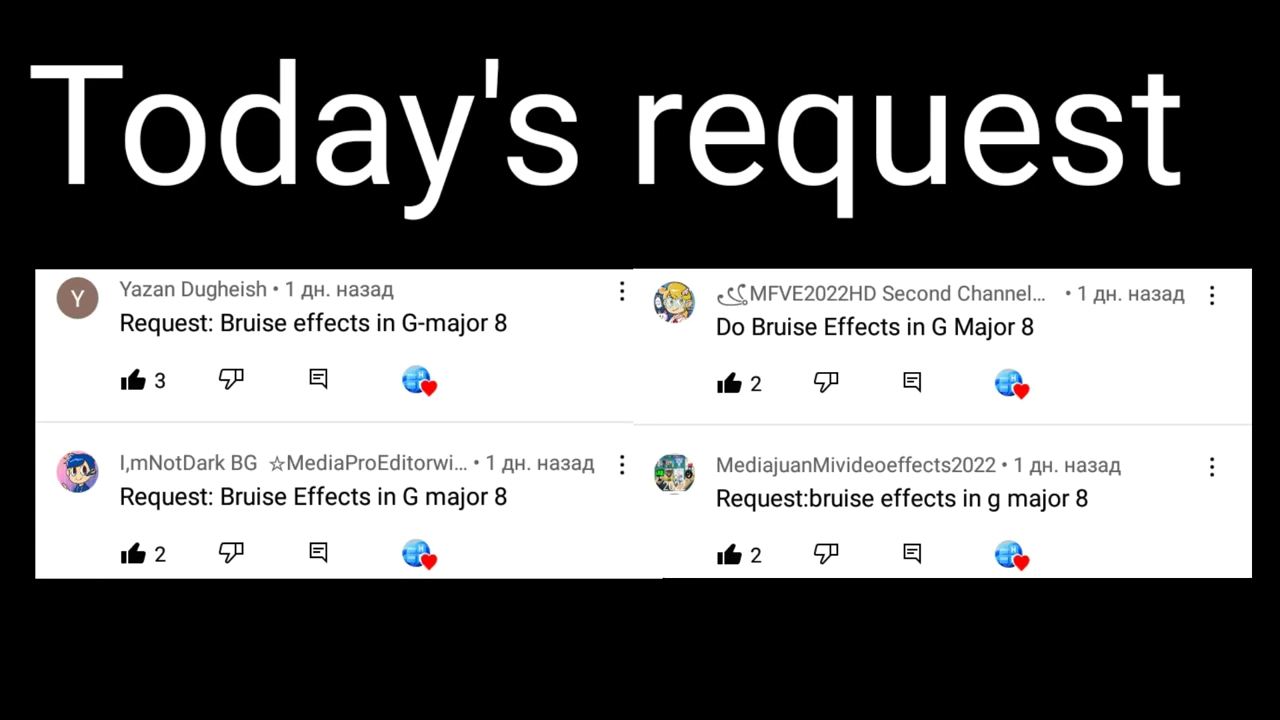 Today's request
Yazan Dugheish • 1 дн. назад
Request: Bruise effects in G-major 8
3
MFVE2022HD Second Channel... • 1 дн. назад
Do Bruise Effects in G Major 8
2
I,mNotDark BG ☆MediaProEditorwi... • 1 дн. назад
Request: Bruise Effects in G major 8
2
MediajuanMivideoeffects2022 • 1 дн. назад
Request:bruise effects in g major 8
2